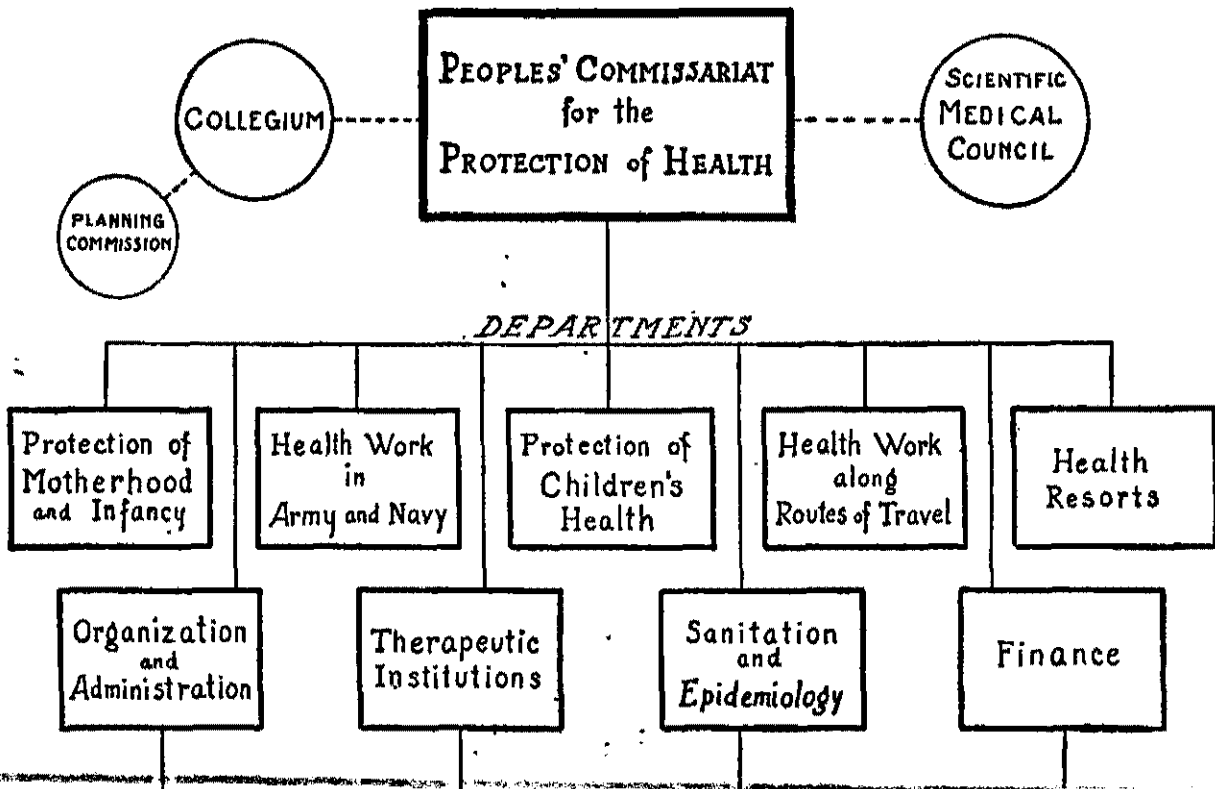 PEOPLES' COMMISSARIAT
for the
PROTECTION of HEALTH
COLLEGIUM
SCIENTIFIC
MEDICAL
COUNCIL
PLANNING
COMMISSION
DEPARTMENTS
Protection of
Motherhood
and Infancy
Health Work
in
Army and Navy
Protection of
Children's
Health
Health Work
along
Routes of Travel
Health
Resorts
Organization
and
Administration
Therapeutic
Institutions
Sanitation
and
Epidemiology
Finance